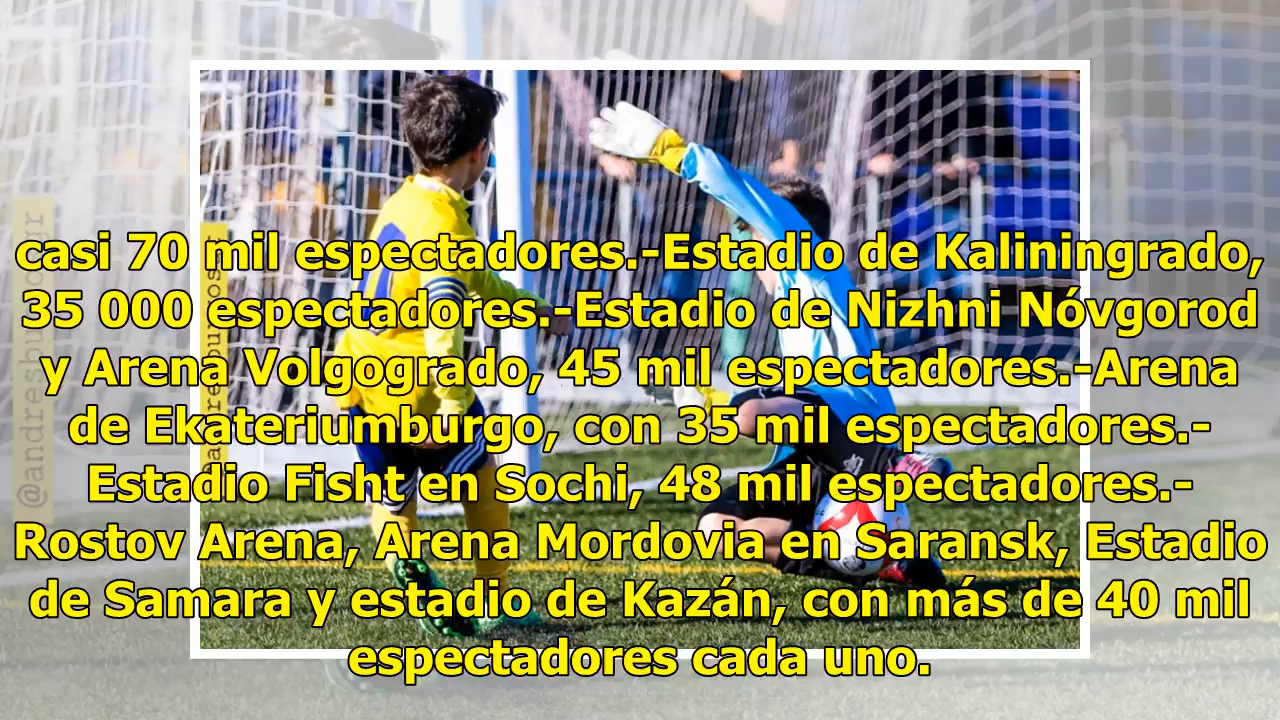 casi 70 mil espectadores.-Estadio de Kaliningrado,
35 000 espectadores.-Estadio de Nizhni Nóvgorod
y Arena Volgogrado, 45 mil espectadores.-Arena
de Ekateriumburgo, con 35 mil espectadores.-
Estadio Fisht en Sochi, 48 mil espectadores.-
Rostov Arena, Arena Mordovia en Saransk, Estadio
de Samara y estadio de Kazán, con más de 40 mil
espectadores cada uno.